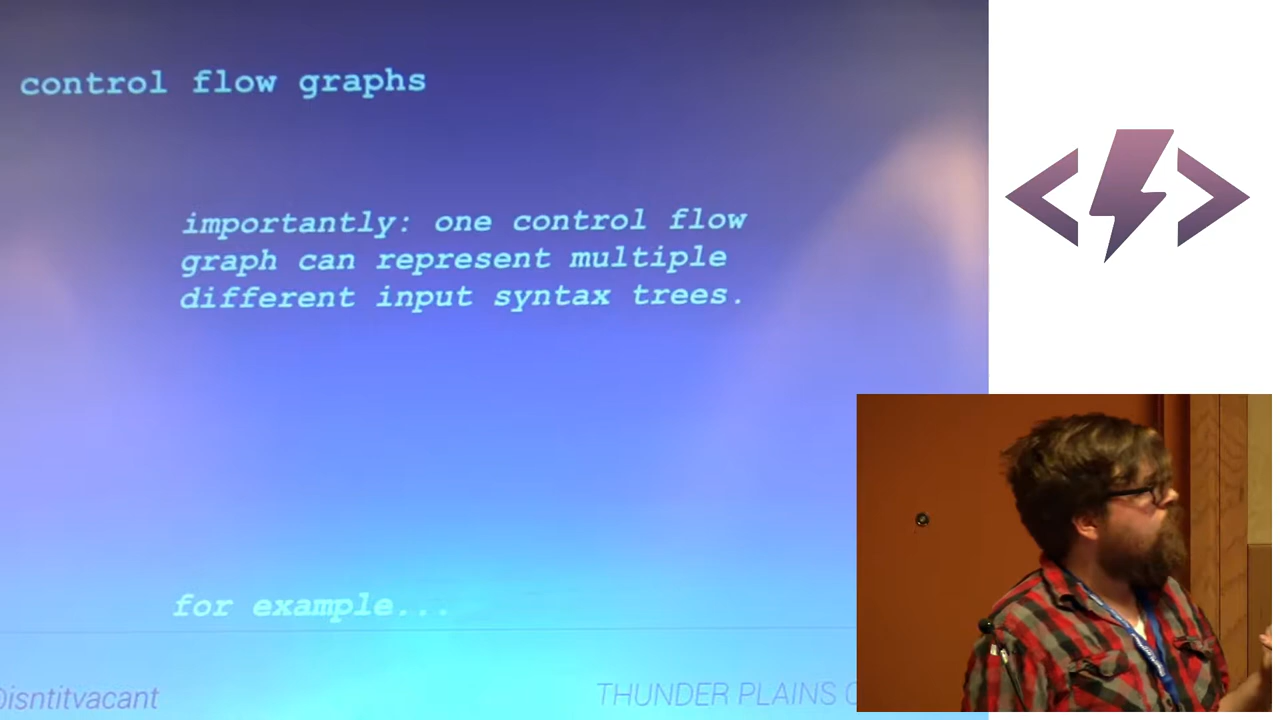 control flow graphs
importantly: one control flow
graph can represent multiple
different input syntax trees.
for example...
@isntitvacant
THUNDER PLAINS